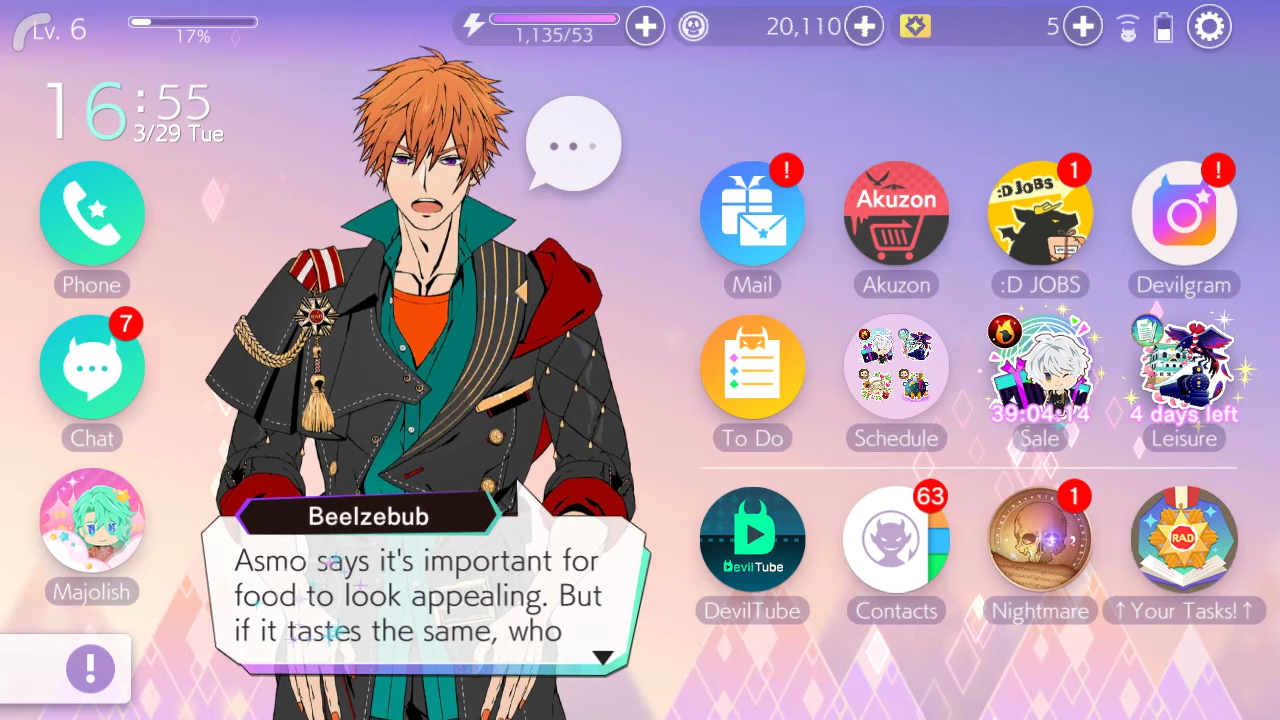 Lv. 6
17%
1,135/53
20,110
5
16:55
3/29 Tue
Phone
7
Chat
Majolish
!
Mail
Akuzon
Akuzon
:D JOBS
1
:D JOBS
!
Devilgram
To Do
Schedule
39:04:14
Sale
4 days left
Leisure
DevilTube
DevilTube
63
Contacts
1
Nightmare
RAD
↑Your Tasks!↑
RAD
Beelzebub
Asmo says it's important for
food to look appealing. But
if it tastes the same, who
!